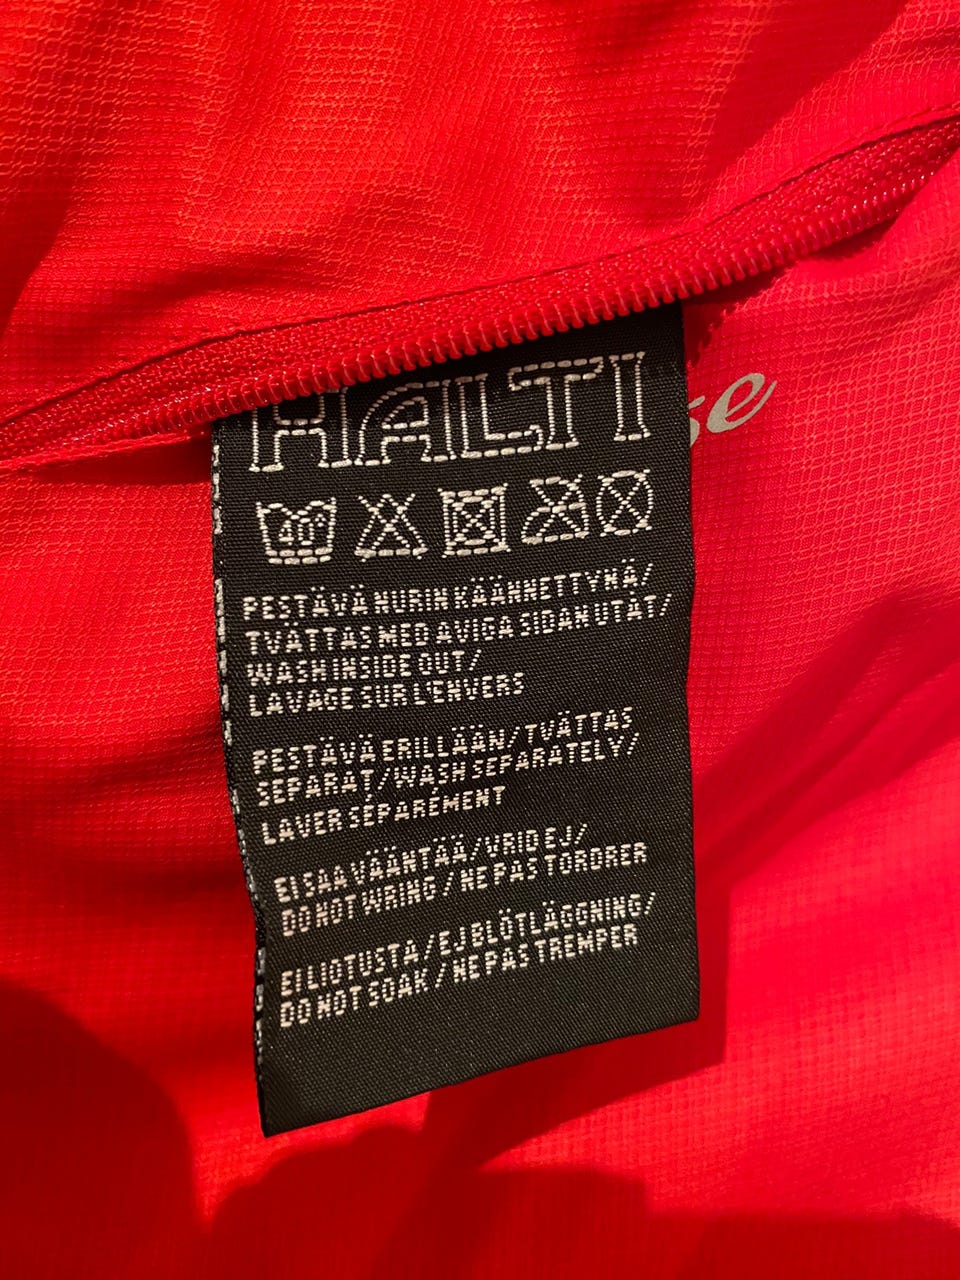 HALTI
se
40°
PESTÄVÄ NURIN KÄÄNNETTYNÄ/
TVÄTTAS MED AVIGA SIDAN UTÅT/
WASH INSIDE OUT/
LAVAGE SUR L'ENVERS
PESTÄVÄ ERILLÄÄN/TVÄTTAS
SEPARAT/WASH SEPARATELY/
LAVER SÉPARÉMENT
EI SAA VÄÄNTÄÄ/VRID EJ/
DO NOT WRING/NE PAS TORDRER
EI LIOTUSTA/EJ BLÖTLÄGGNING/
DO NOT SOAK/NE PAS TREMPER